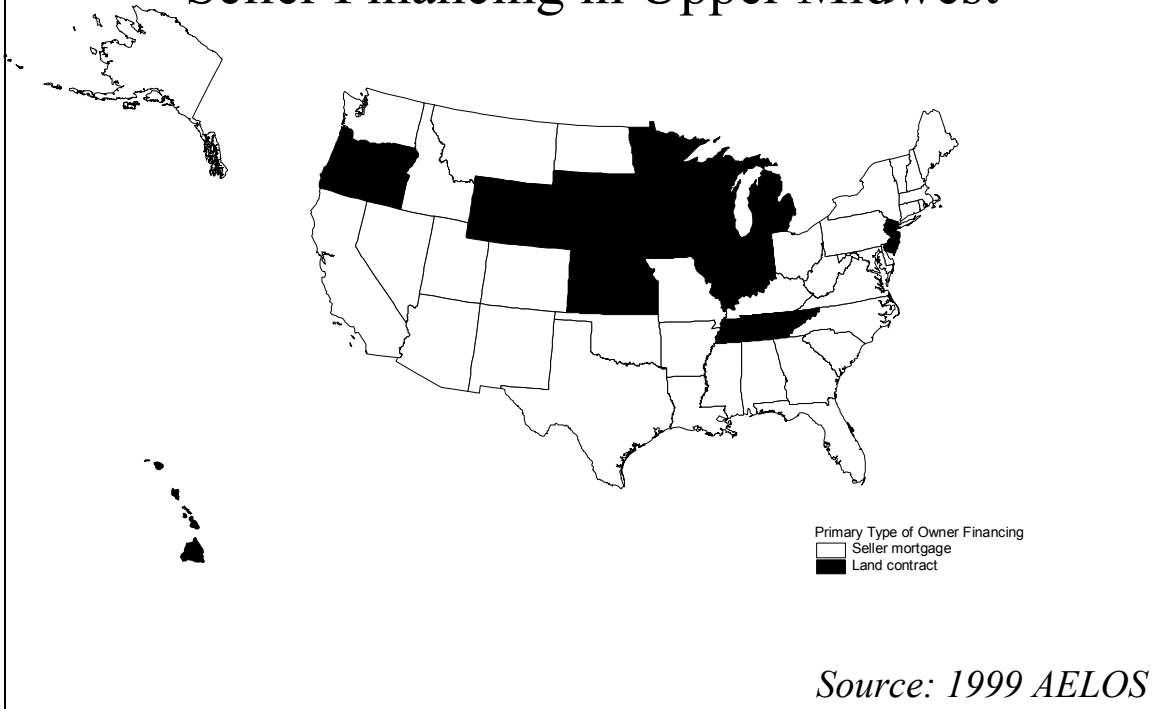 Seller Financing in Upper Midwest
Primary Type of Owner Financing
Seller mortgage
Land contract
Source: 1999 AELOS